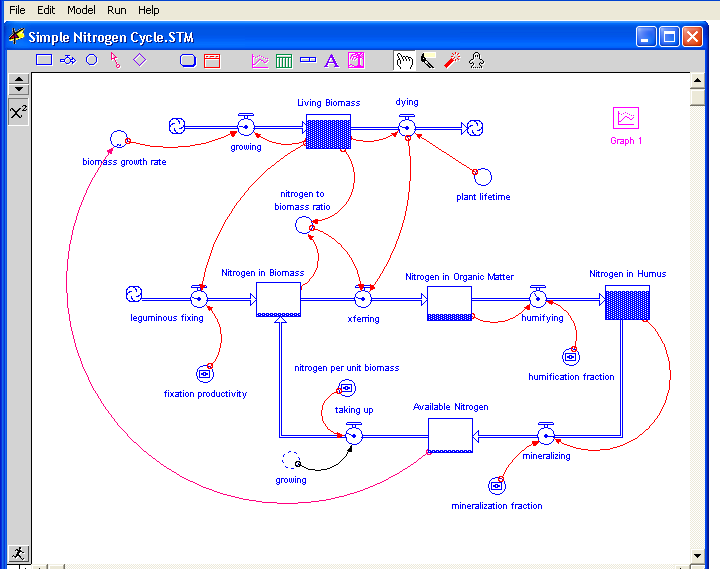 File Edit Model Run Help
Simple Nitrogen Cycle.STM
A
X²
Living Biomass
dying
growing
biomass growth rate
Graph 1
plant lifetime
nitrogen to
biomass ratio
Nitrogen in Biomass
Nitrogen in Organic Matter
Nitrogen in Humus
leguminous fixing
xferring
humifying
nitrogen per unit biomass
humification fraction
fixation productivity
taking up
Available Nitrogen
growing
mineralizing
mineralization fraction